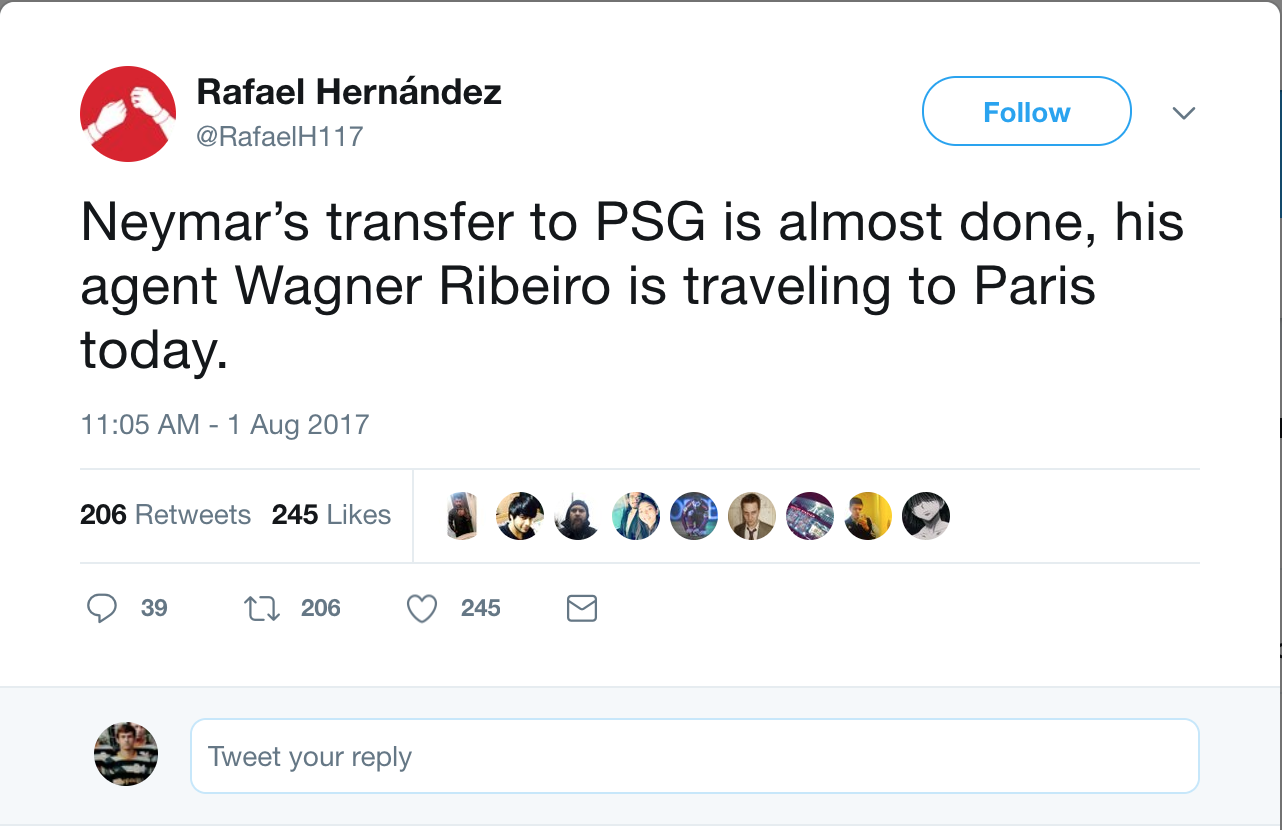 Rafael Hernández
@RafaelH117
Follow
Neymar’s transfer to PSG is almost done, his
agent Wagner Ribeiro is traveling to Paris
today.
11:05 AM - 1 Aug 2017
206 Retweets 245 Likes
39 206 245
Tweet your reply